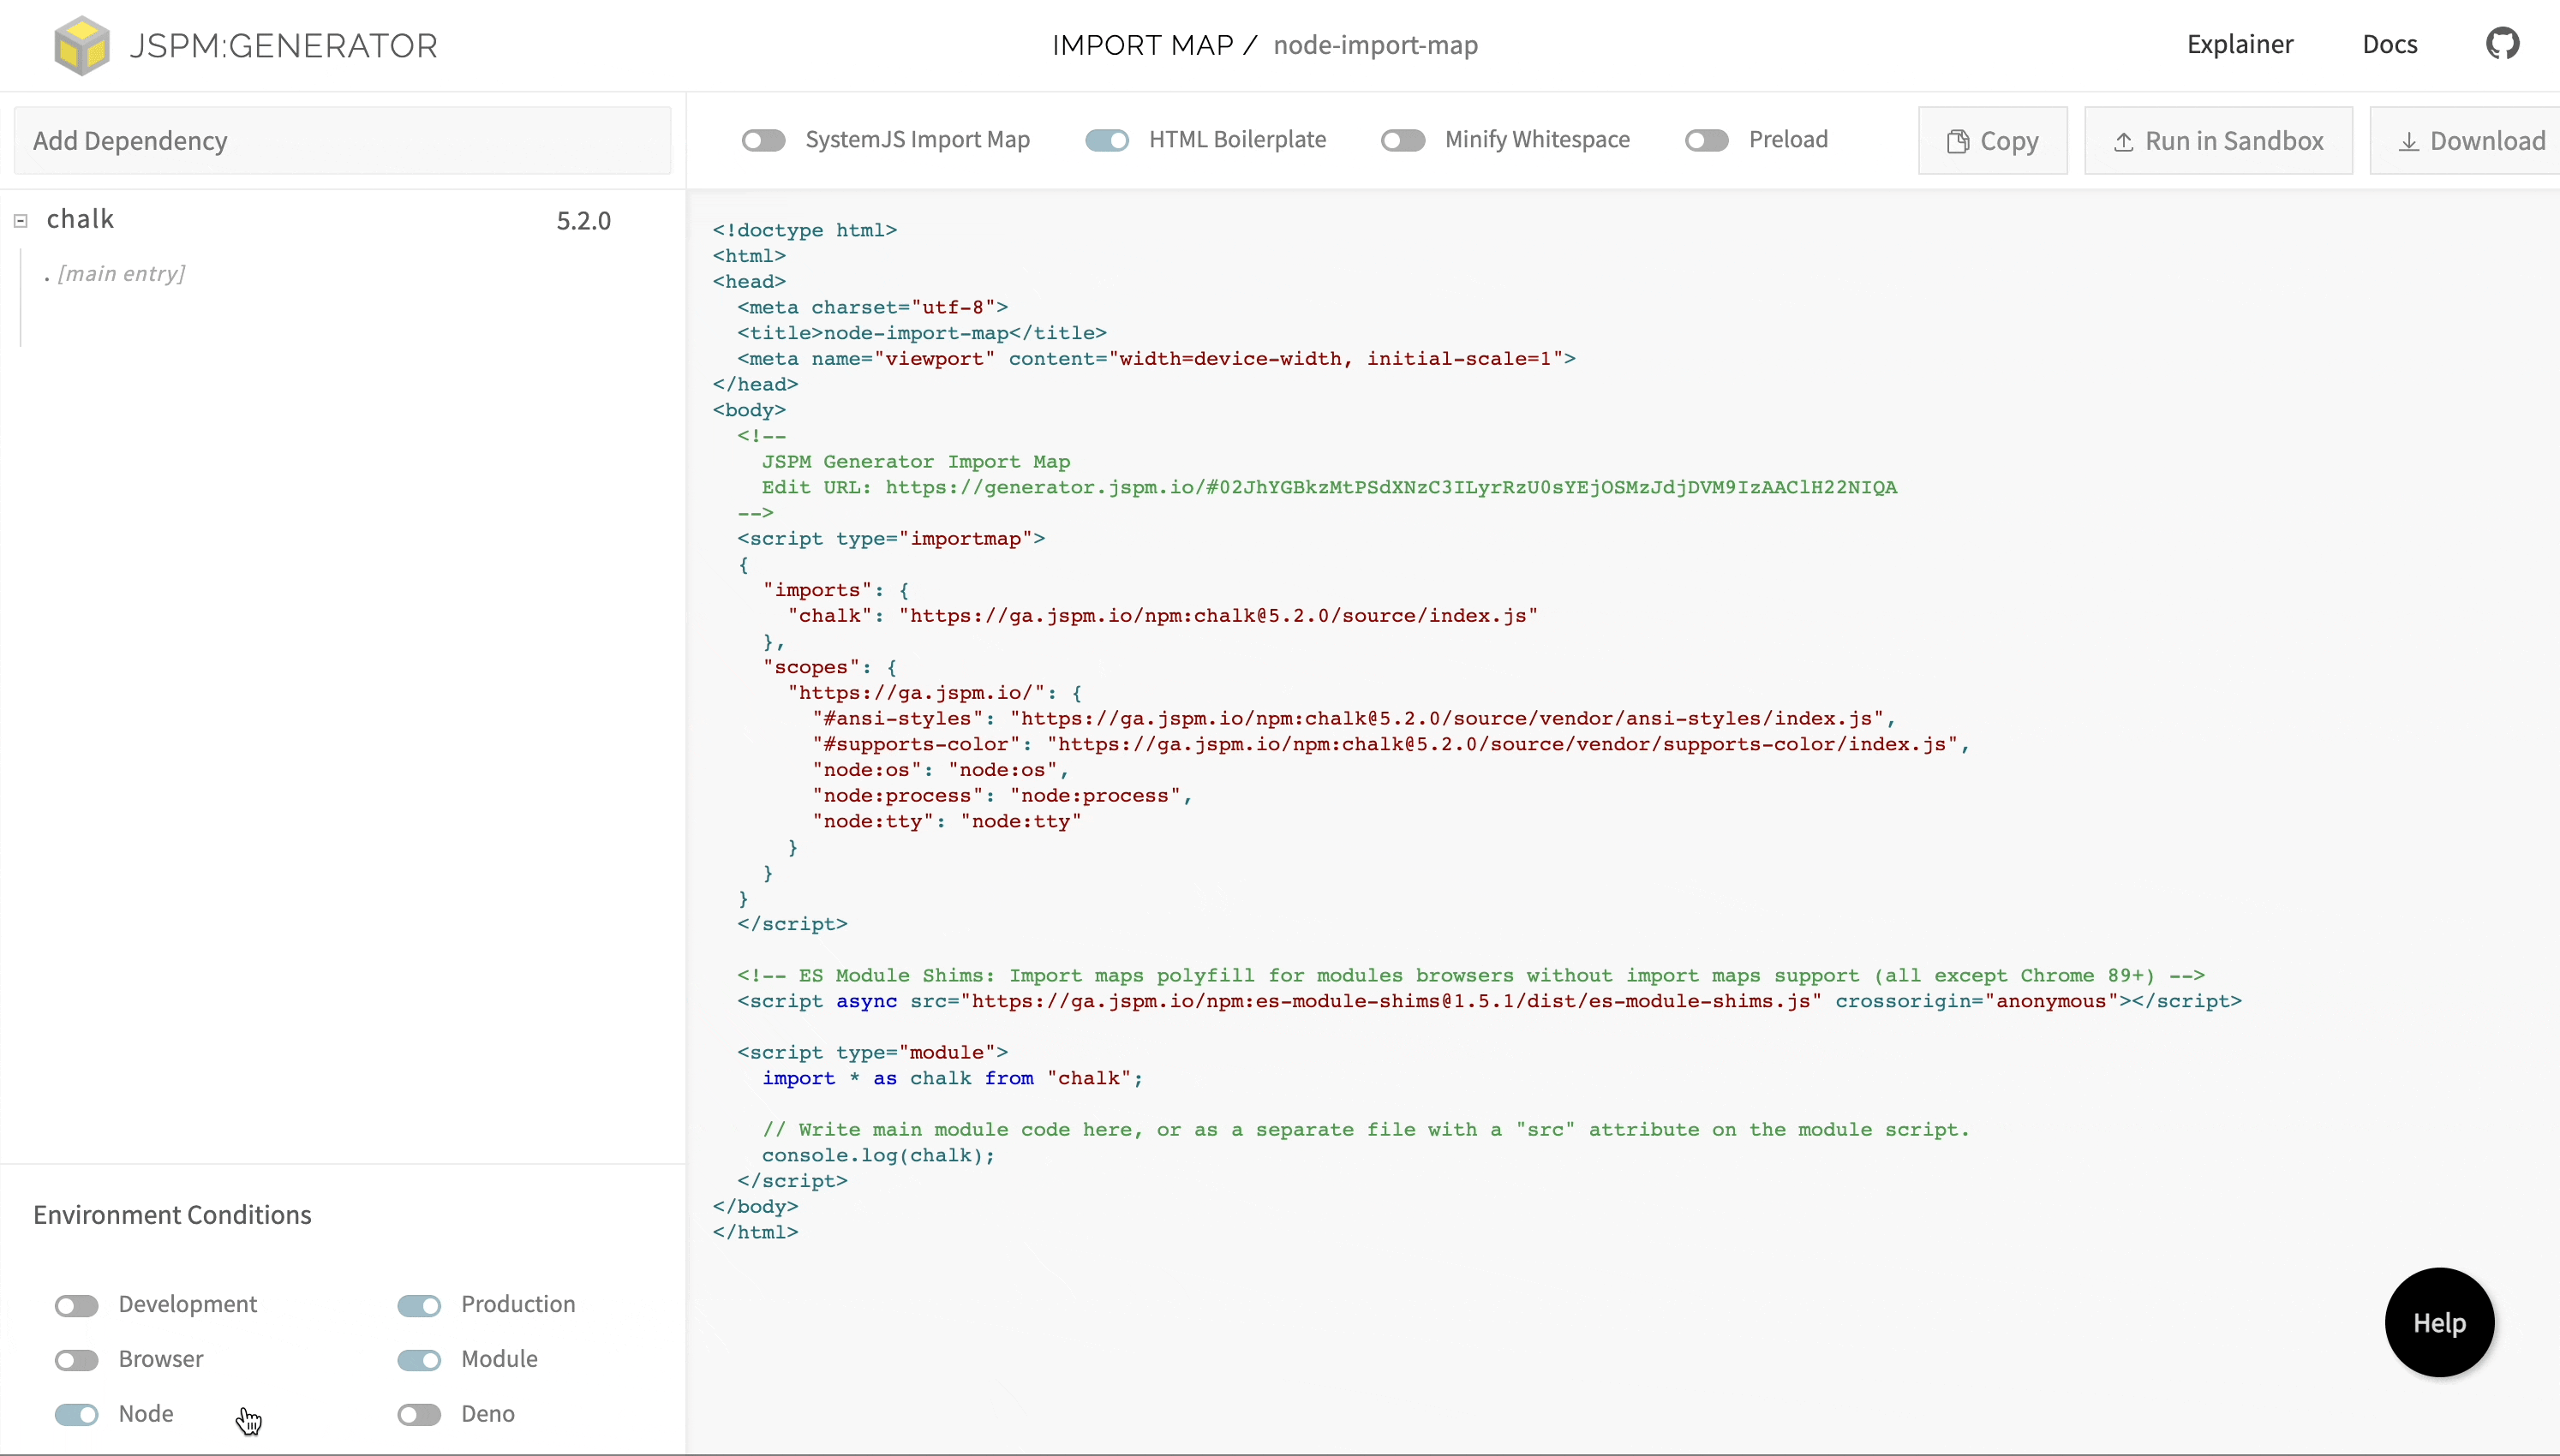 JSPM:GENERATOR
IMPORT MAP / node-import-map
Explainer
Docs
Add Dependency
SystemJS Import Map
HTML Boilerplate
Minify Whitespace
Preload
Copy
Run in Sandbox
Download
chalk
5.2.0
. [main entry]
<!doctype html>
<html>
<head>
<meta charset="utf-8">
<title>node-import-map</title>
<meta name="viewport" content="width=device-width, initial-scale=1">
</head>
<body>
<!--
JSPM Generator Import Map
Edit URL: https://generator.jspm.io/#02JhYGBkzMtPSdXNzC3ILyrRzU0sYEjOSMzJdjDVM9IzAAClH22NIQA
-->
<script type="importmap">
{
"imports": {
"chalk": "https://ga.jspm.io/npm:chalk@5.2.0/source/index.js"
},
"scopes": {
"https://ga.jspm.io/": {
"#ansi-styles": "https://ga.jspm.io/npm:chalk@5.2.0/source/vendor/ansi-styles/index.js",
"#supports-color": "https://ga.jspm.io/npm:chalk@5.2.0/source/vendor/supports-color/index.js",
"node:os": "node:os",
"node:process": "node:process",
"node:tty": "node:tty"
}
}
}
</script>
<!-- ES Module Shims: Import maps polyfill for modules browsers without import maps support (all except Chrome 89+) -->
<script async src="https://ga.jspm.io/npm:es-module-shims@1.5.1/dist/es-module-shims.js" crossorigin="anonymous"></script>
<script type="module">
import * as chalk from "chalk";
// Write main module code here, or as a separate file with a "src" attribute on the module script.
console.log(chalk);
</script>
</body>
</html>
Environment Conditions
Development
Production
Browser
Module
Node
Deno
Help